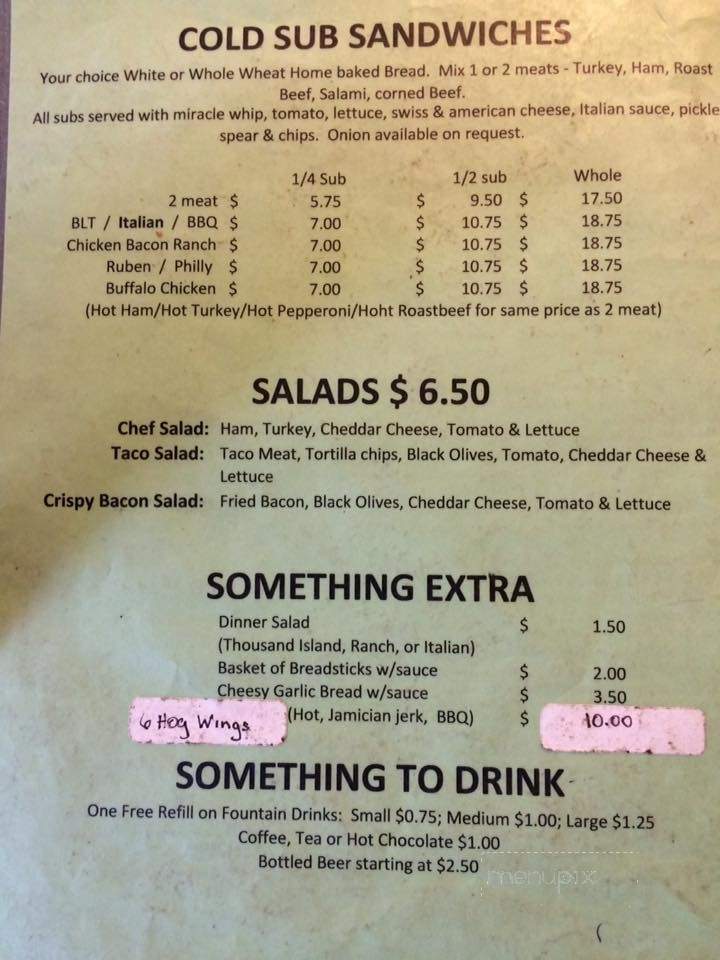 COLD SUB SANDWICHES
Your choice White or Whole Wheat Home baked Bread. Mix 1 or 2 meats - Turkey, Ham, Roast
Beef, Salami, corned Beef.
All subs served with miracle whip, tomato, lettuce, swiss & american cheese, Italian sauce, pickle
spear & chips. Onion available on request.
1/4 Sub 1/2 sub Whole
2 meat $ 5.75 $ 9.50 $ 17.50
BLT / Italian / BBQ $ 7.00 $ 10.75 $ 18.75
Chicken Bacon Ranch $ 7.00 $ 10.75 $ 18.75
Ruben / Philly $ 7.00 $ 10.75 $ 18.75
Buffalo Chicken $ 7.00 $ 10.75 $ 18.75
(Hot Ham/Hot Turkey/Hot Pepperoni/Hoht Roastbeef for same price as 2 meat)
SALADS $ 6.50
Chef Salad: Ham, Turkey, Cheddar Cheese, Tomato & Lettuce
Taco Salad: Taco Meat, Tortilla chips, Black Olives, Tomato, Cheddar Cheese &
Lettuce
Crispy Bacon Salad: Fried Bacon, Black Olives, Cheddar Cheese, Tomato & Lettuce
SOMETHING EXTRA
Dinner Salad $ 1.50
(Thousand Island, Ranch, or Italian)
Basket of Breadsticks w/sauce $ 2.00
Cheesy Garlic Bread w/sauce $ 3.50
6 Hog Wings (Hot, Jamician jerk, BBQ) $ 10.00
SOMETHING TO DRINK
One Free Refill on Fountain Drinks: Small $0.75; Medium $1.00; Large $1.25
Coffee, Tea or Hot Chocolate $1.00
Bottled Beer starting at $2.50
menupix